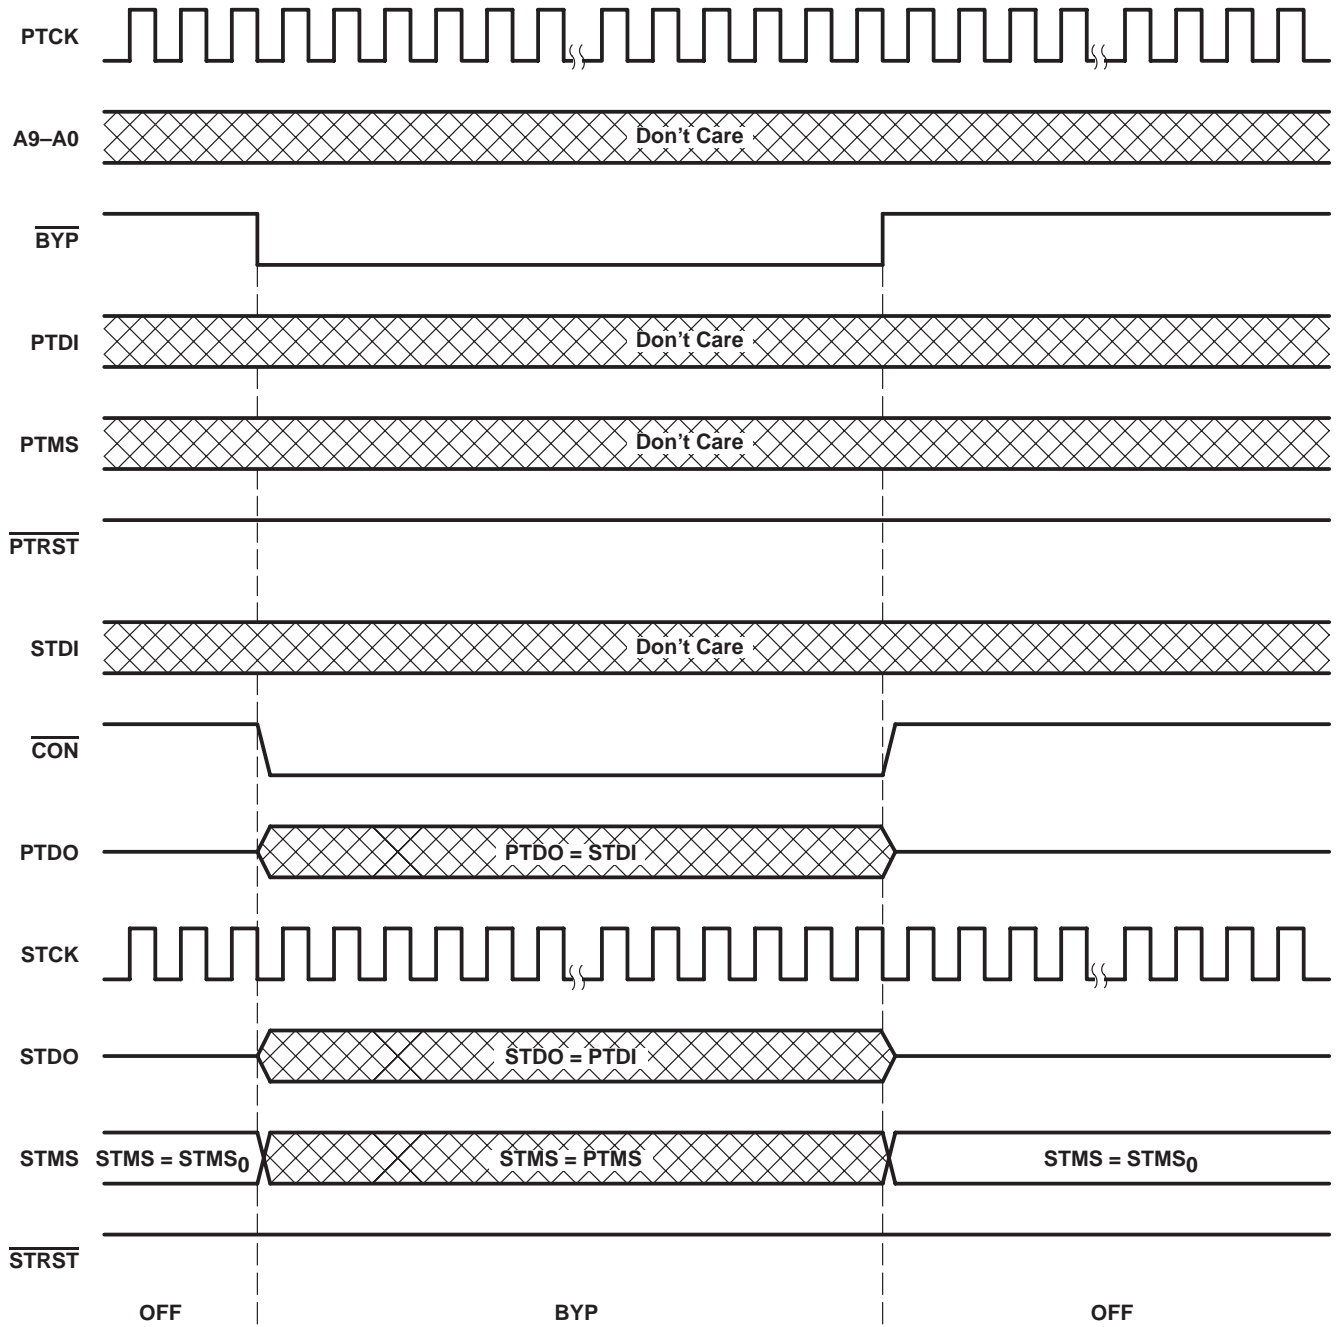 PTCK
A9–A0 Don't Care
BYP
PTDI Don't Care
PTMS Don't Care
PTRST
STDI Don't Care
CON
PTDO PTDO = STDI
STCK
STDO STDO = PTDI
STMS STMS = STMS0 STMS = PTMS STMS = STMS0
STRST
OFF BYP OFF